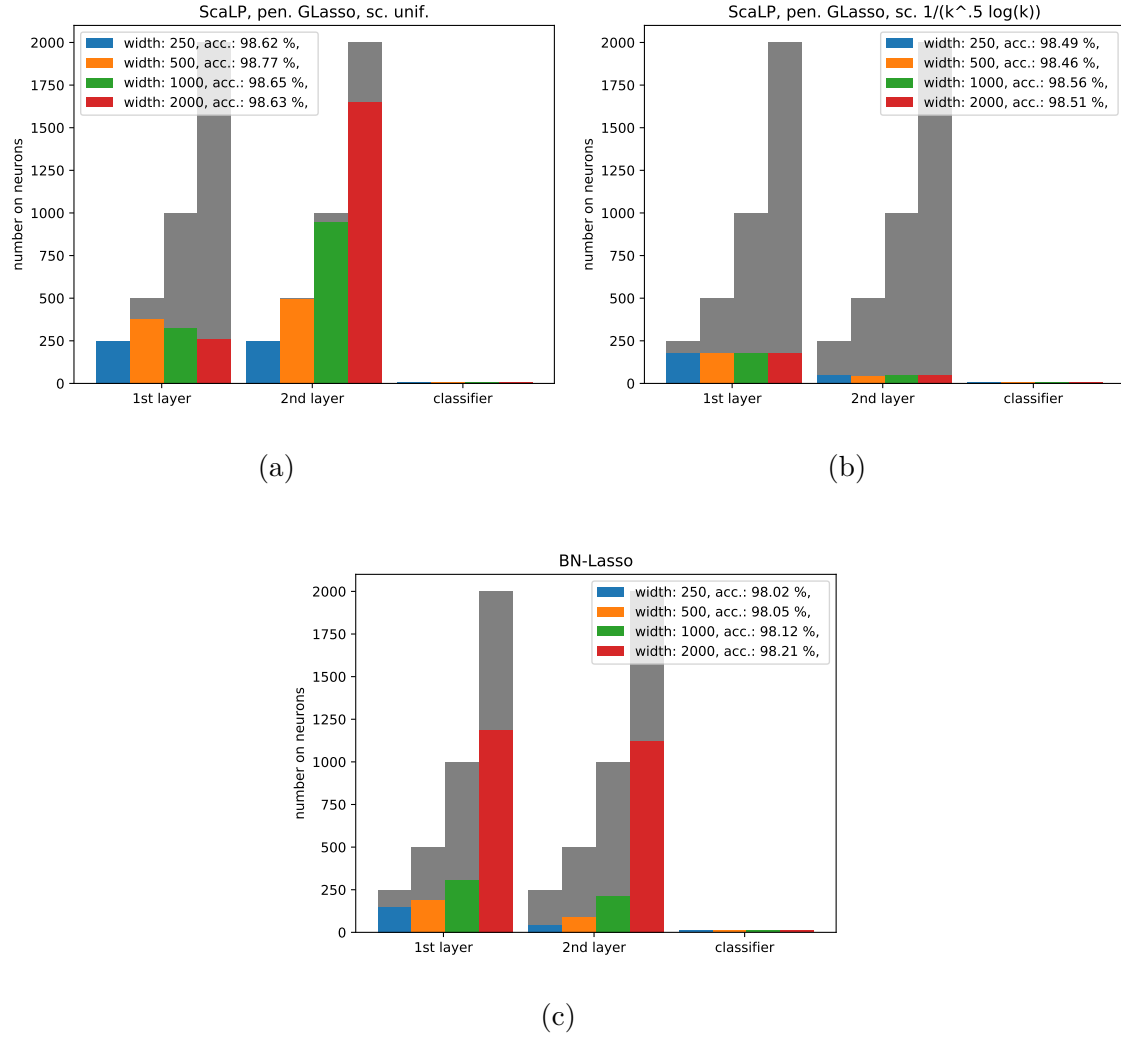 ScaLP, pen. GLasso, sc. unif.
width: 250, acc.: 98.62 %,
width: 500, acc.: 98.77 %,
width: 1000, acc.: 98.65 %,
width: 2000, acc.: 98.63 %,
number on neurons
2000
1750
1500
1250
1000
750
500
250
0
1st layer
2nd layer
classifier
(a)
ScaLP, pen. GLasso, sc. 1/(k^.5 log(k))
width: 250, acc.: 98.49 %,
width: 500, acc.: 98.46 %,
width: 1000, acc.: 98.56 %,
width: 2000, acc.: 98.51 %,
number on neurons
2000
1750
1500
1250
1000
750
500
250
0
1st layer
2nd layer
classifier
(b)
BN-Lasso
width: 250, acc.: 98.02 %,
width: 500, acc.: 98.05 %,
width: 1000, acc.: 98.12 %,
width: 2000, acc.: 98.21 %,
number on neurons
2000
1750
1500
1250
1000
750
500
250
0
1st layer
2nd layer
classifier
(c)